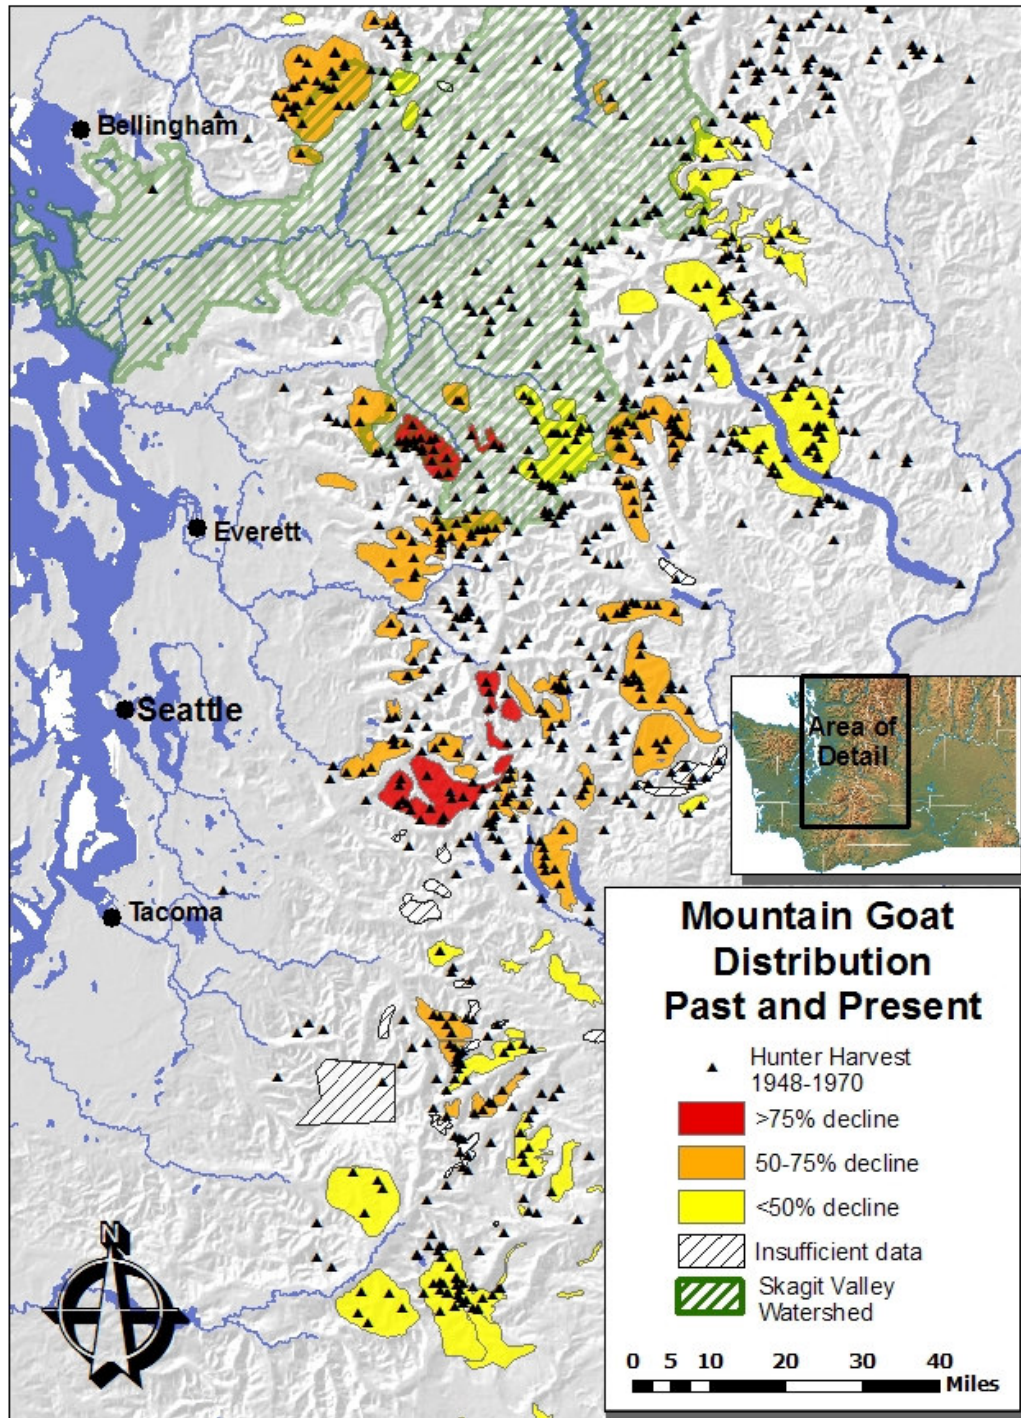 Bellingham
Everett
Seattle
Area of
Detail
Tacoma
Mountain Goat
Distribution
Past and Present
Hunter Harvest
1948-1970
>75% decline
50-75% decline
<50% decline
Insufficient data
Skagit Valley
Watershed
N
0 5 10 20 30 40
Miles